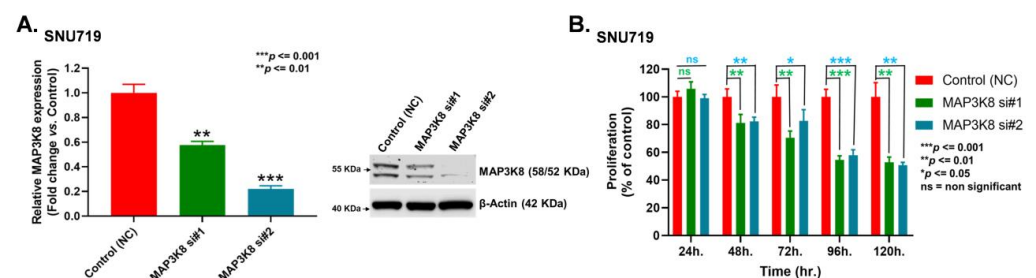 A.
SNU719
***p <= 0.001
**p <= 0.01
Relative MAP3K8 expression
(Fold change vs. Control)
1.2
1.0
0.8
0.6
0.4
0.2
0.0
**
***
Control (NC)
MAP3K8 si#1
MAP3K8 si#2
Control (NC)
MAP3K8 si#1
MAP3K8 si#2
55 KDa
MAP3K8 (58/52 KDa)
40 KDa
β-Actin (42 KDa)
B.
SNU719
Proliferation
(% of control)
120
100
80
60
40
20
0
ns
ns
**
**
*
**
***
***
**
**
24h.
48h.
72h.
96h.
120h.
Time (hr.)
Control (NC)
MAP3K8 si#1
MAP3K8 si#2
***p <= 0.001
**p <= 0.01
*p <= 0.05
ns = non significant